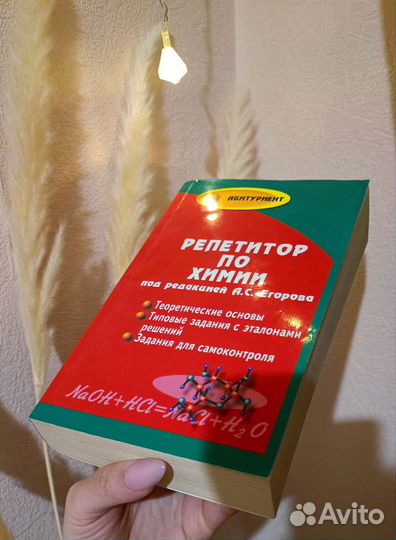 АБИТУРИЕНТ
РЕПЕТИТОР
ПО
ХИМИИ
под редакцией А.С. Егорова
Теоретические основы
Типовые задания с эталонами
решений
Задания для самоконтроля
NaOH+HCl=NaCl+H₂O
Avito